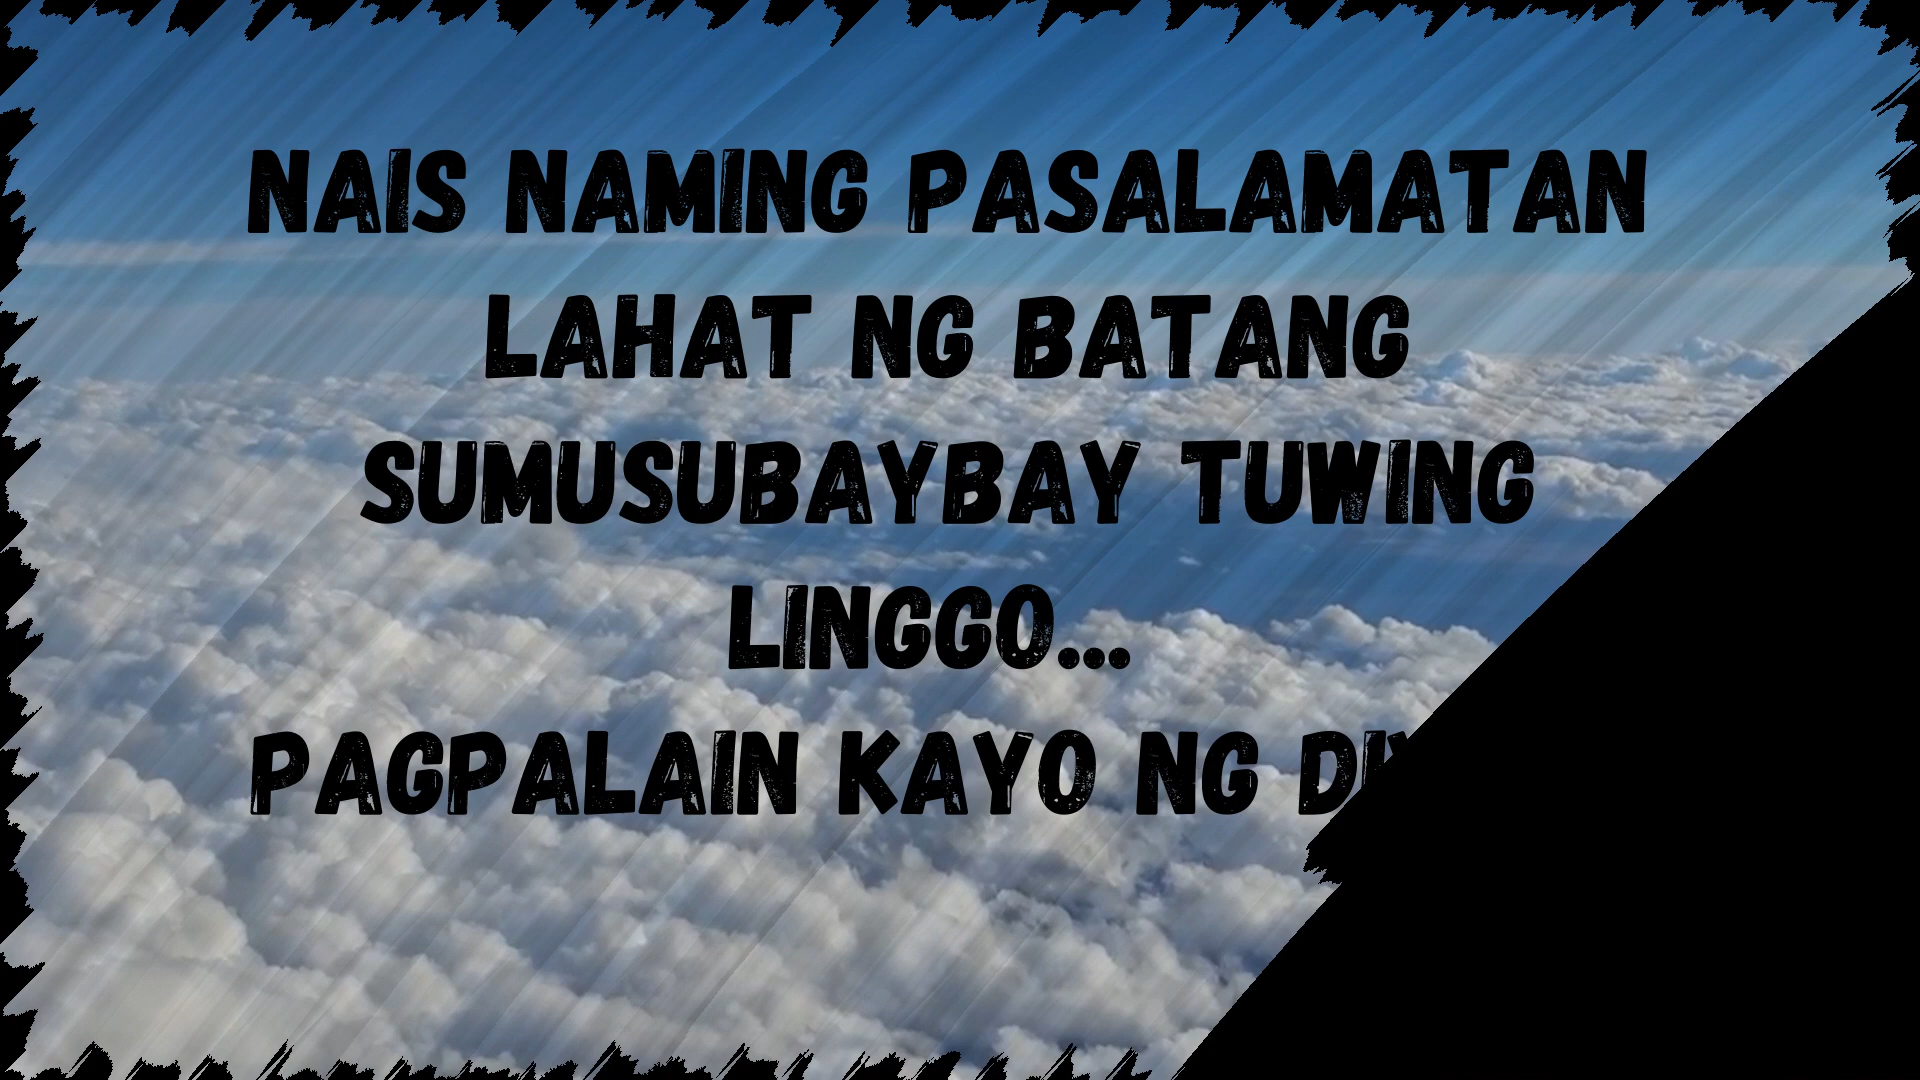 NAIS NAMING PASALAMATAN
LAHAT NG BATANG
SUMUSUBAYBAY TUWING
LINGGO...
PAGPALAIN KAYO NG